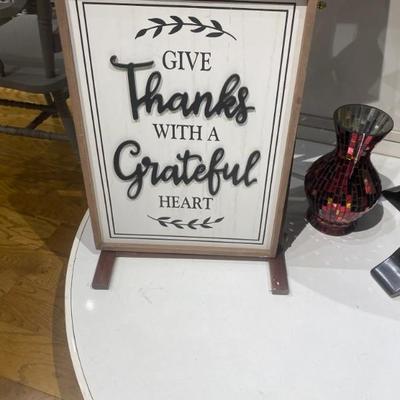 GIVE
Thanks
WITH A
Grateful
HEART